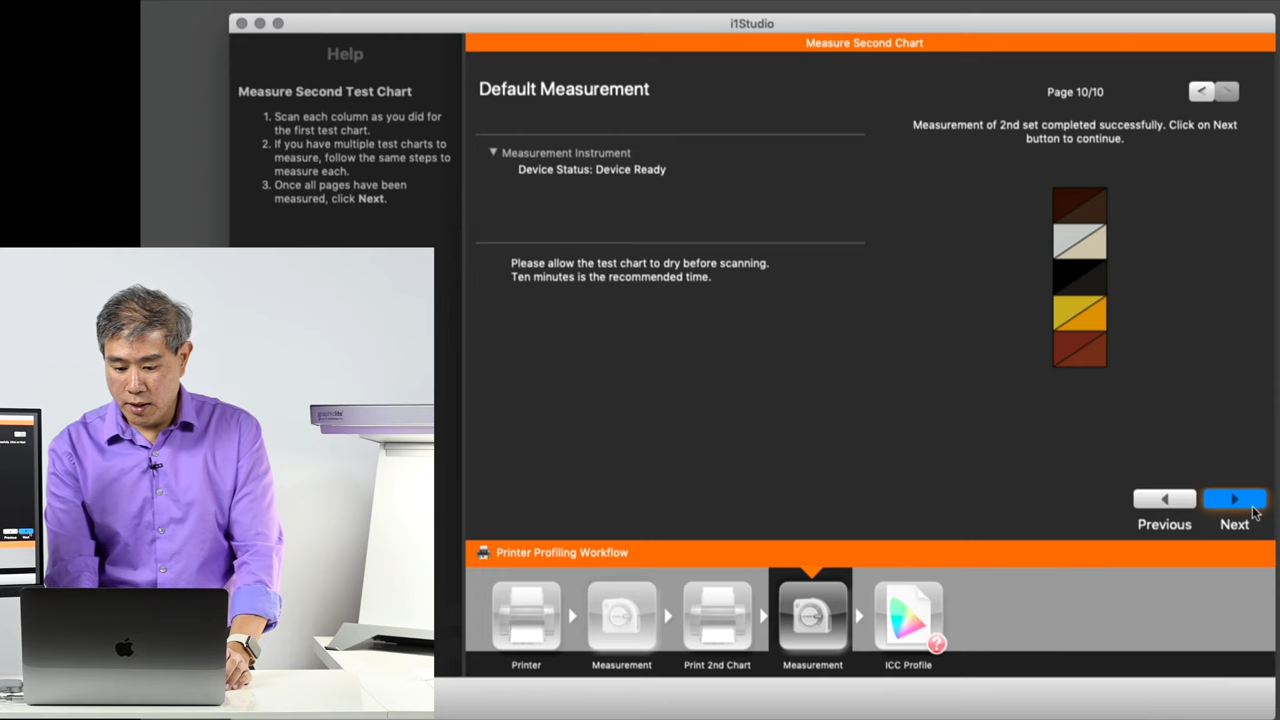 i1Studio
Help
Measure Second Test Chart
1. Scan each column as you did for
the first test chart.
2. If you have multiple test charts to
measure, follow the same steps to
measure each.
3. Once all pages have been
measured, click Next.
Measure Second Chart
Default Measurement
Page 10/10
< >
Measurement of 2nd set completed successfully. Click on Next
button to continue.
Measurement Instrument
Device Status: Device Ready
Please allow the test chart to dry before scanning.
Ten minutes is the recommended time.
Previous
Next
Printer Profiling Workflow
?
Printer
Measurement
Print 2nd Chart
Measurement
ICC Profile
graphiclite